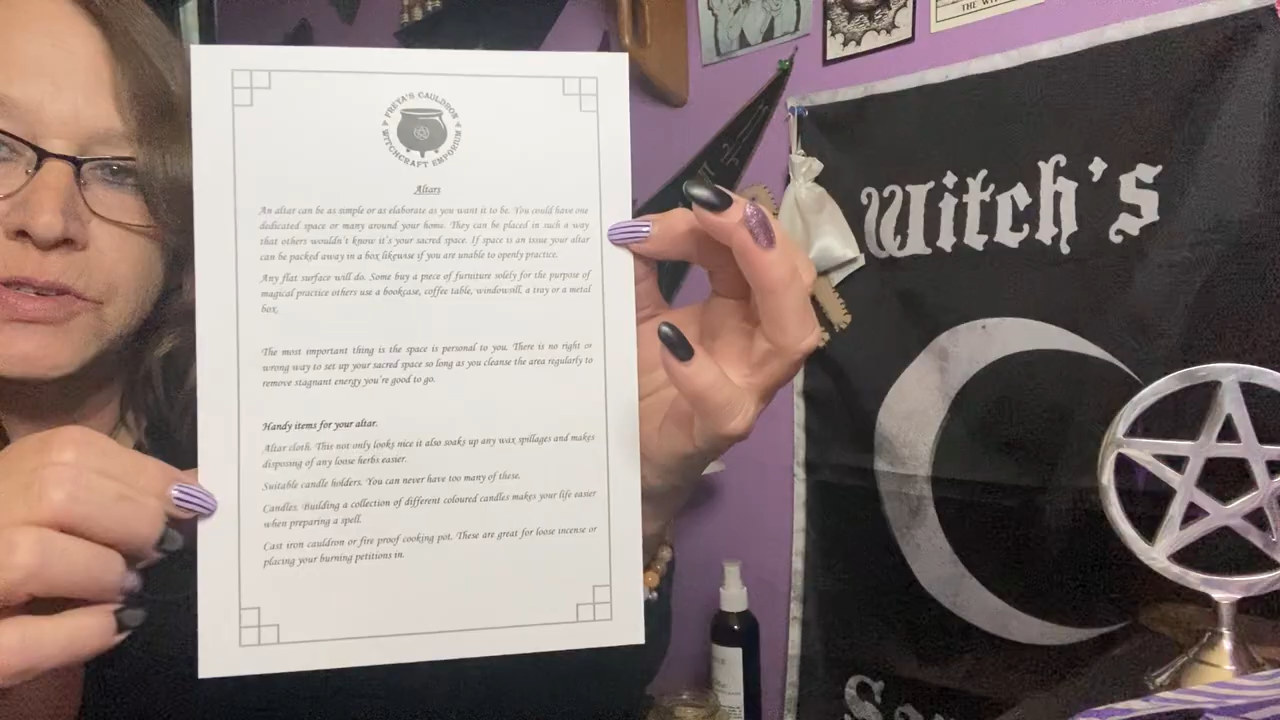 THE WI
FREYA'S CAULDRON
WITCHCRAFT EMPORIUM
Altars
An altar can be as simple or as elaborate as you want it to be. You could have one
dedicated space or many around your home. They can be placed in such a way
that others wouldn't know it's your sacred space. If space is an issue your altar
can be packed away in a box likewise if you are unable to openly practice.
Any flat surface will do. Some buy a piece of furniture solely for the purpose of
magical practice others use a bookcase, coffee table, windowsill, a tray or a metal
box.
The most important thing is the space is personal to you. There is no right or
wrong way to set up your sacred space so long as you cleanse the area regularly to
remove stagnant energy you're good to go.
Handy items for your altar.
Altar cloth. This not only looks nice it also soaks up any wax spillages and makes
disposing of any loose herbs easier.
Suitable candle holders. You can never have too many of these.
Candles. Building a collection of different coloured candles makes your life easier
when preparing a spell.
Cast iron cauldron or fire proof cooking pot. These are great for loose incense or
placing your burning petitions in.
Witch's